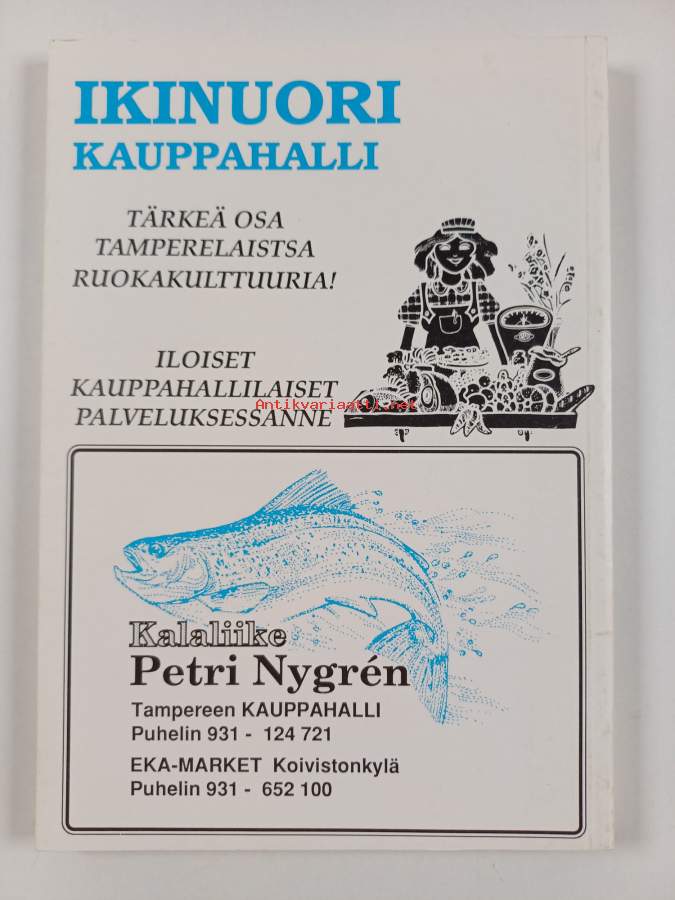 IKINUORI
KAUPPAHALLI
TÄRKEÄ OSA
TAMPERELAISTSA
RUOKAKULTTUURIA!
ILOISET
KAUPPAHALLILAISET
PALVELUKSESSANNE
Antikvariaatti.net
Kalaliike
Petri Nygrén
Tampereen KAUPPAHALLI
Puhelin 931 - 124 721
EKA-MARKET Koivistonkylä
Puhelin 931 - 652 100